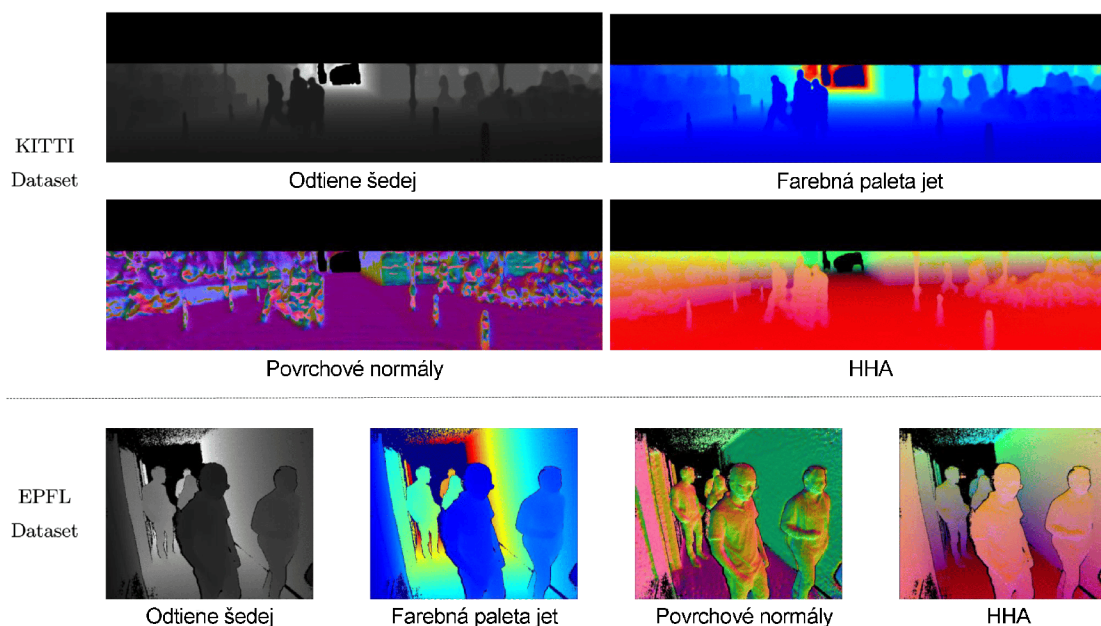 KITTI
Dataset
Odtiene šedej
Farebná paleta jet
Povrchové normály
HHA
EPFL
Dataset
Odtiene šedej
Farebná paleta jet
Povrchové normály
HHA